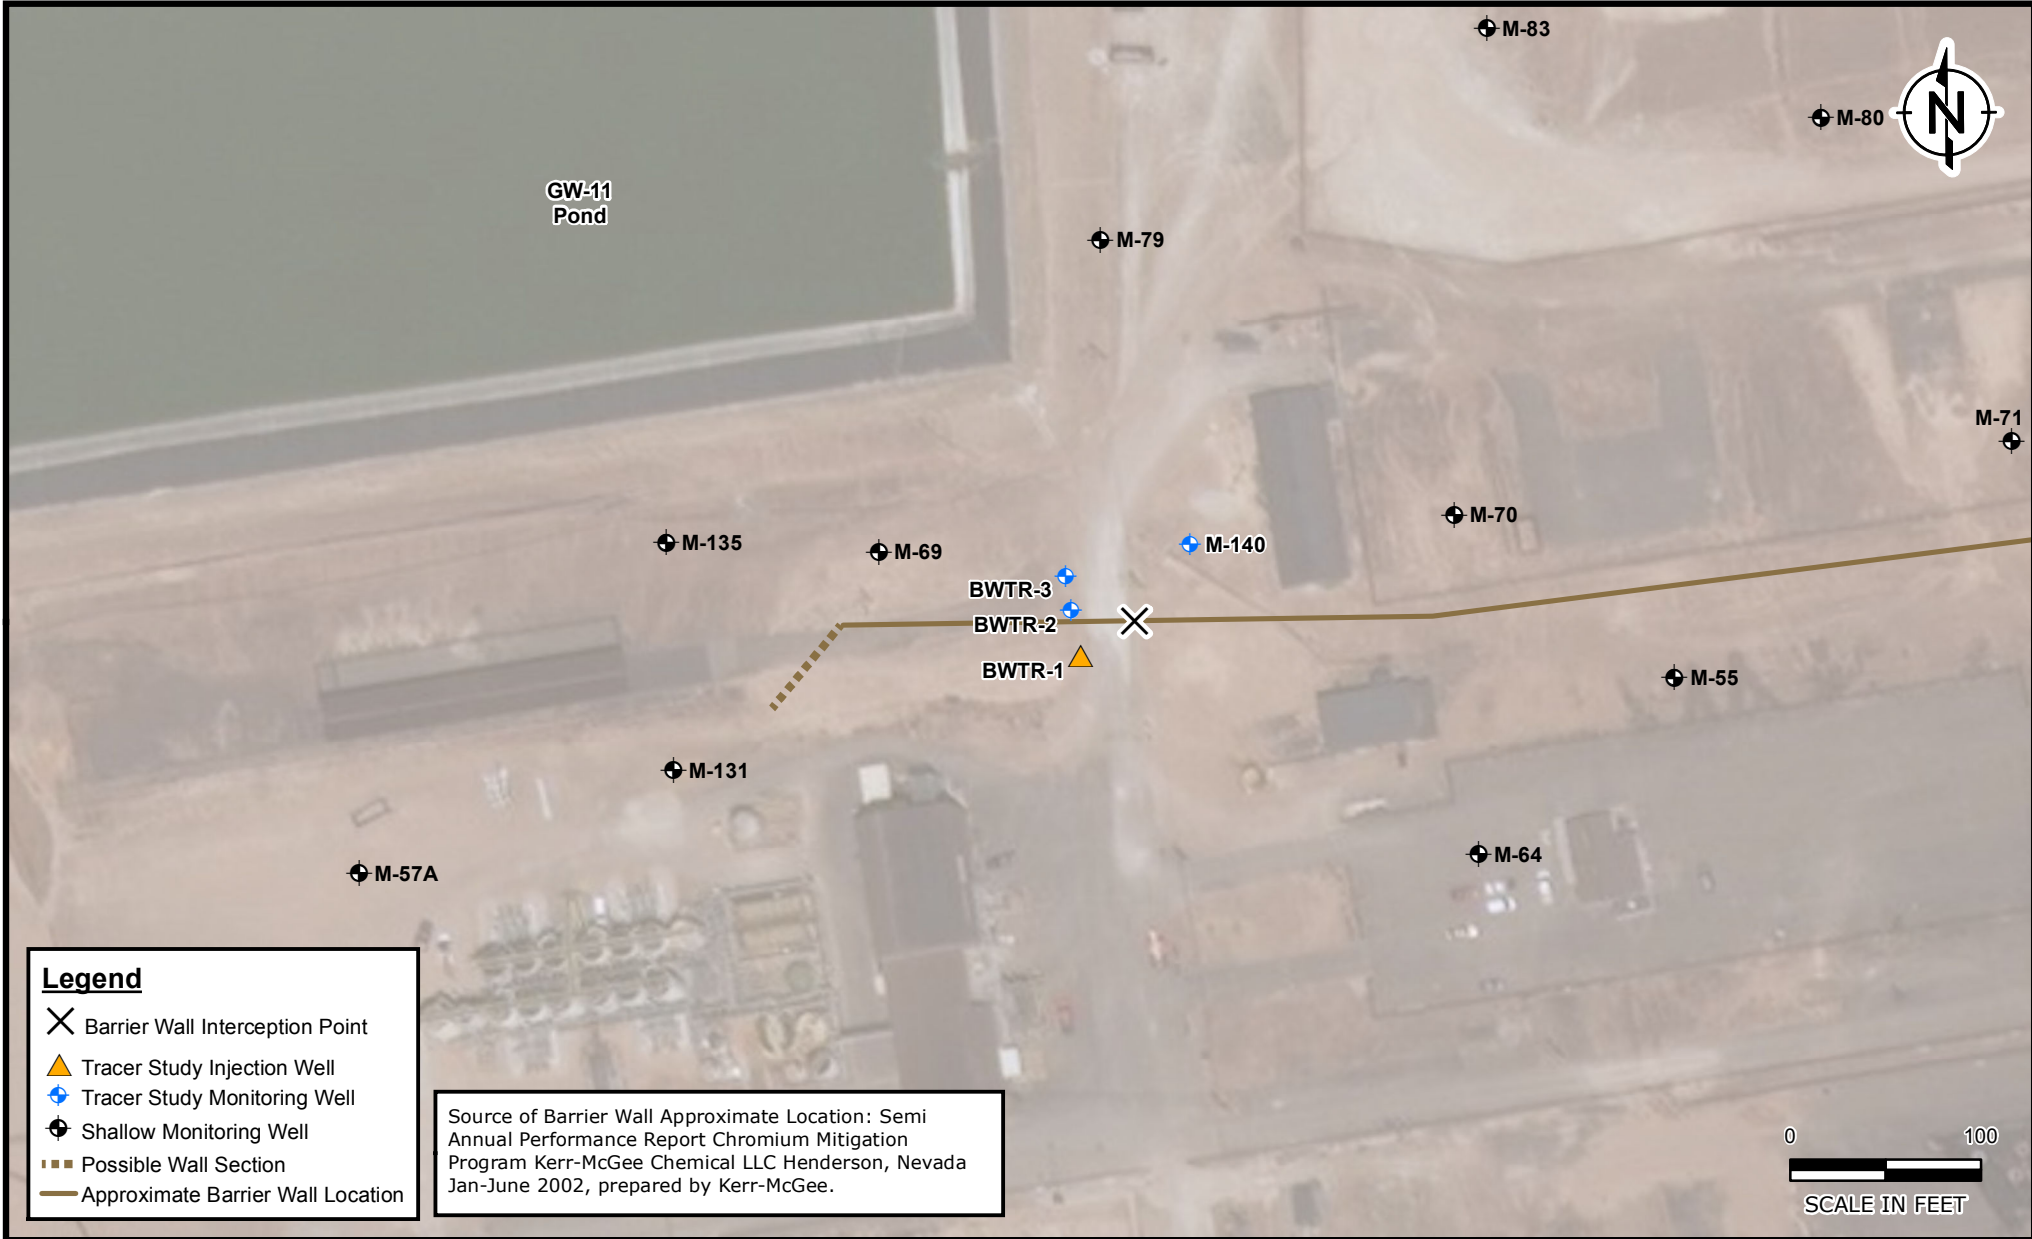 M-83
M-80
N
GW-11
Pond
M-79
M-71
M-70
M-135
M-69
M-140
BWTR-3
BWTR-2
BWTR-1
M-55
M-131
M-64
M-57A
Legend
Barrier Wall Interception Point
Tracer Study Injection Well
Tracer Study Monitoring Well
Shallow Monitoring Well
Possible Wall Section
Approximate Barrier Wall Location
Source of Barrier Wall Approximate Location: Semi
Annual Performance Report Chromium Mitigation
Program Kerr-McGee Chemical LLC Henderson, Nevada
Jan-June 2002, prepared by Kerr-McGee.
0 100
SCALE IN FEET